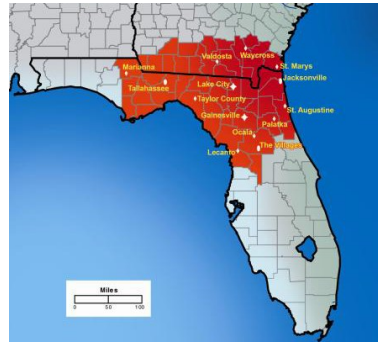 Waycross
Valdosta
St. Marys
Marianna
Jacksonville
Lake City
Tallahassee
Taylor County
St. Augustine
Gainesville
Palatka
Ocala
Lecanto
The Villages
Miles
0 50 100